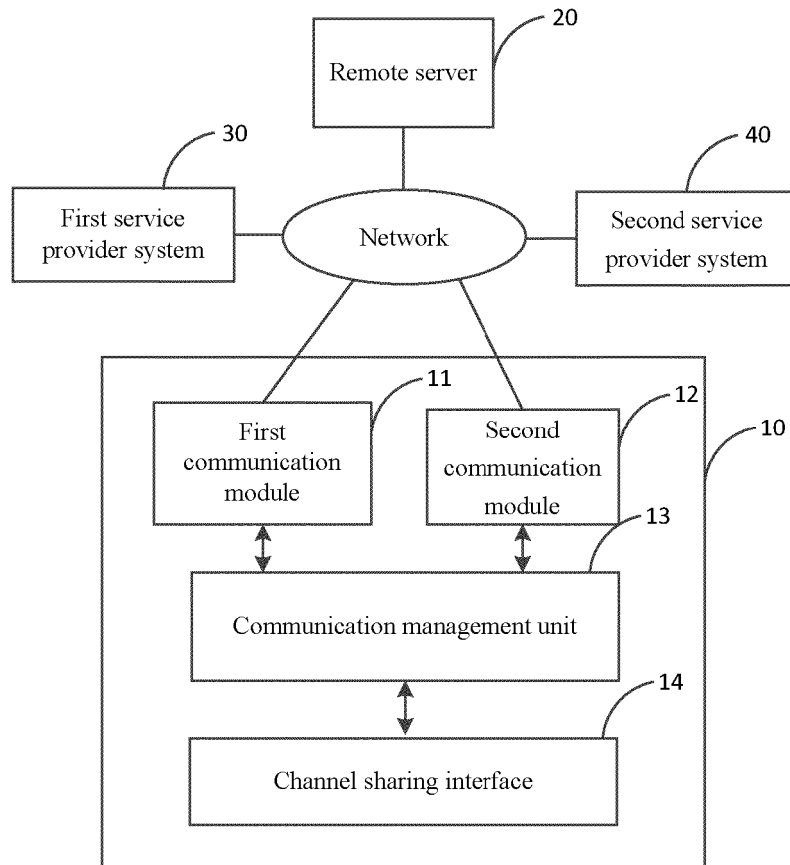 20
Remote server
30
40
First service
provider system
Network
Second service
provider system
11
12
10
First
communication
module
Second
communication
module
13
Communication management unit
14
Channel sharing interface